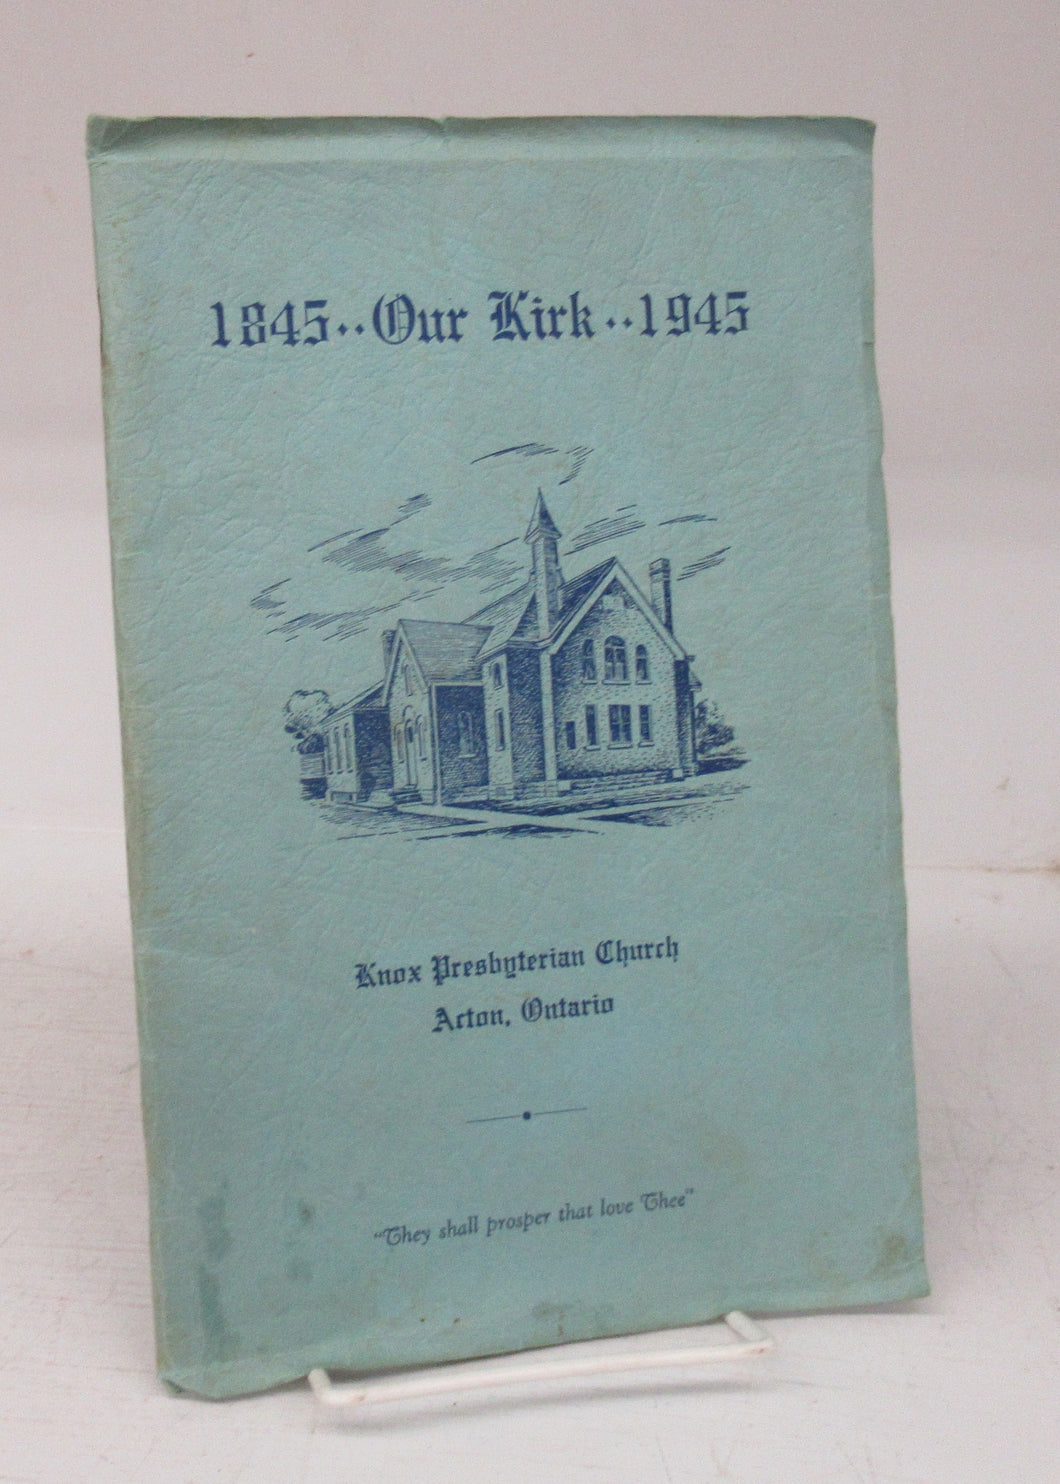 1845..Our Kirk..1945
Knox Presbyterian Church
Acton, Ontario
"They shall prosper that love Thee"